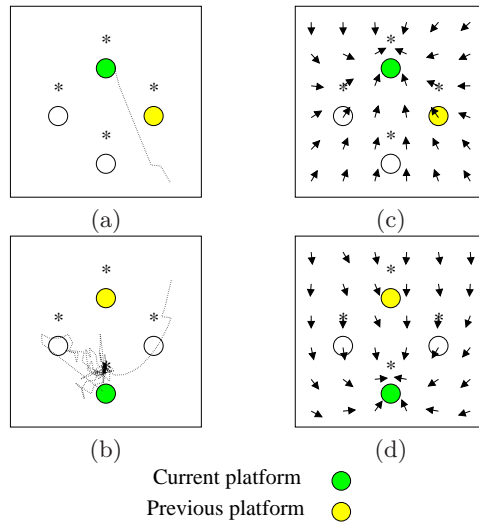 (a)
(c)
(b)
(d)
Current platform
Previous platform